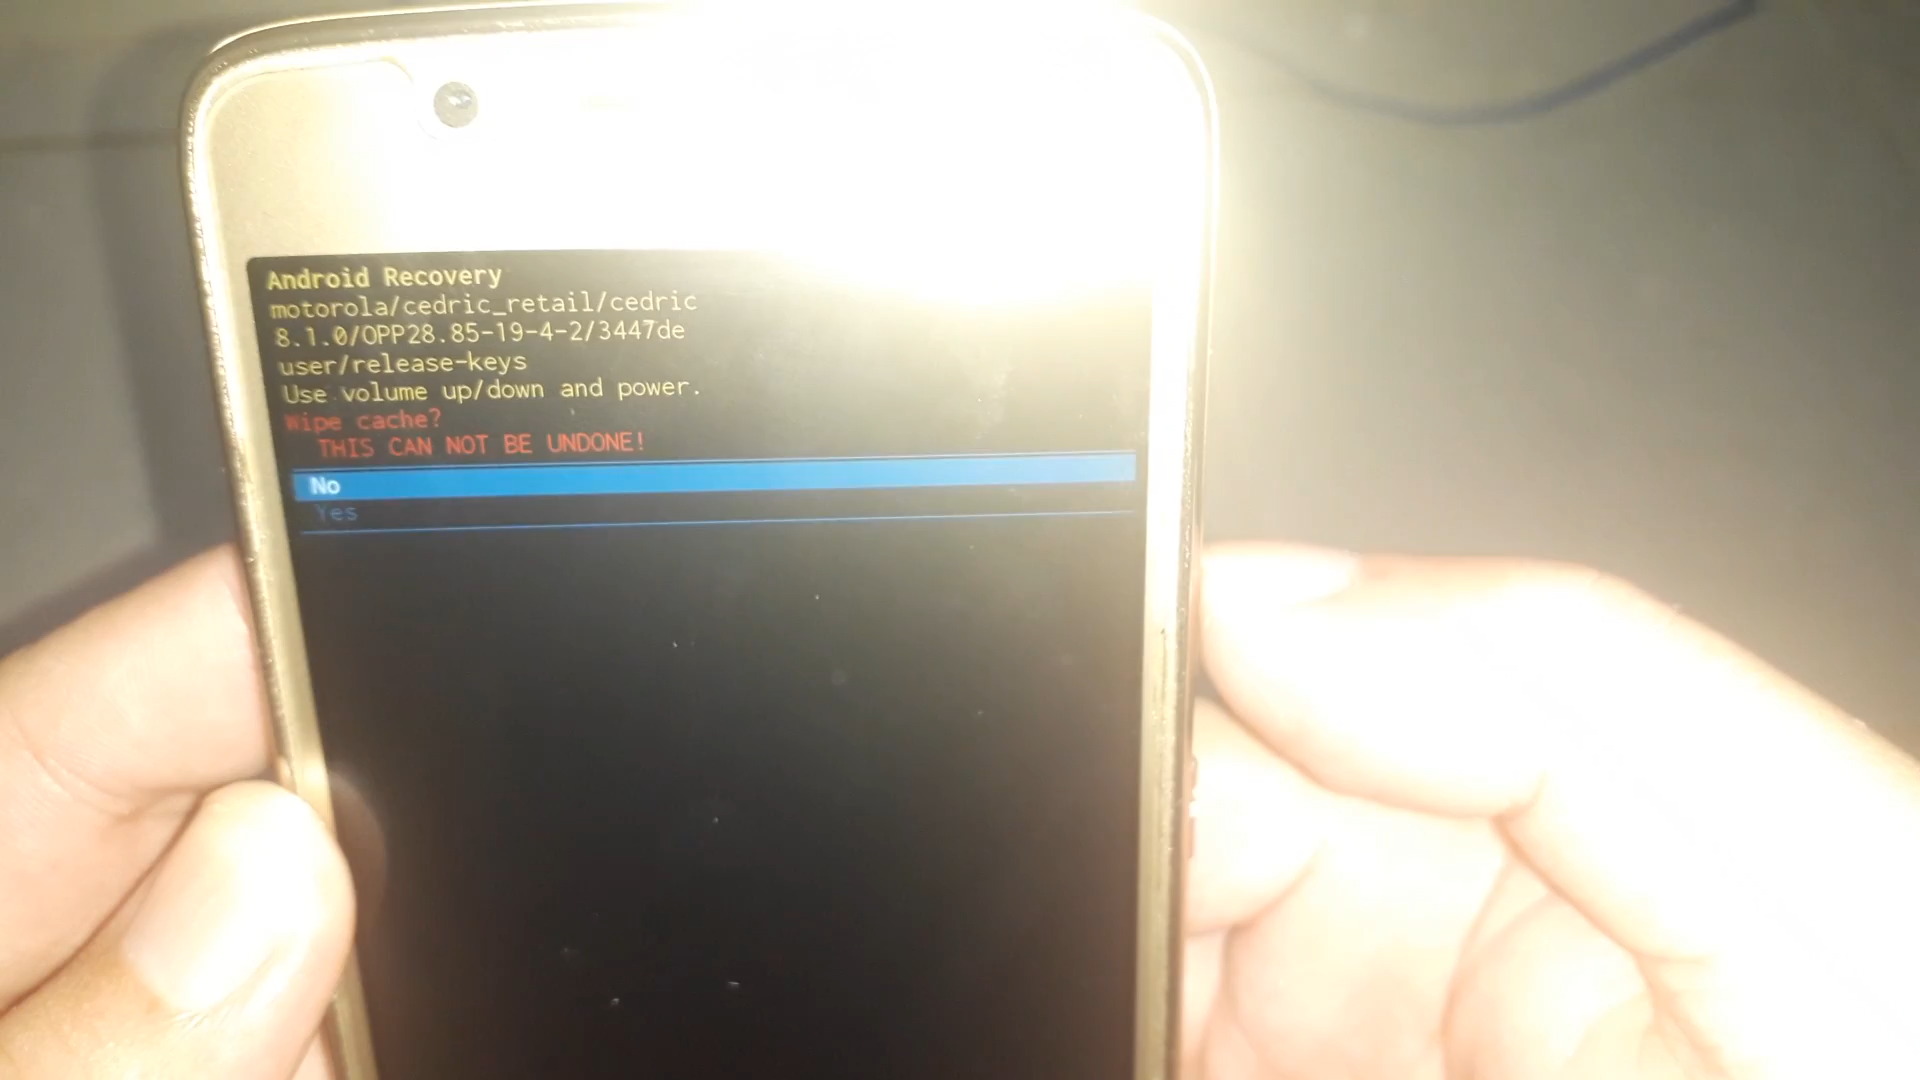 Android Recovery
motorola/cedric_retail/cedric
8.1.0/OPP28.85-19-4-2/3447de
user/release-keys
Use volume up/down and power.
Wipe cache?
THIS CAN NOT BE UNDONE!
No
Yes